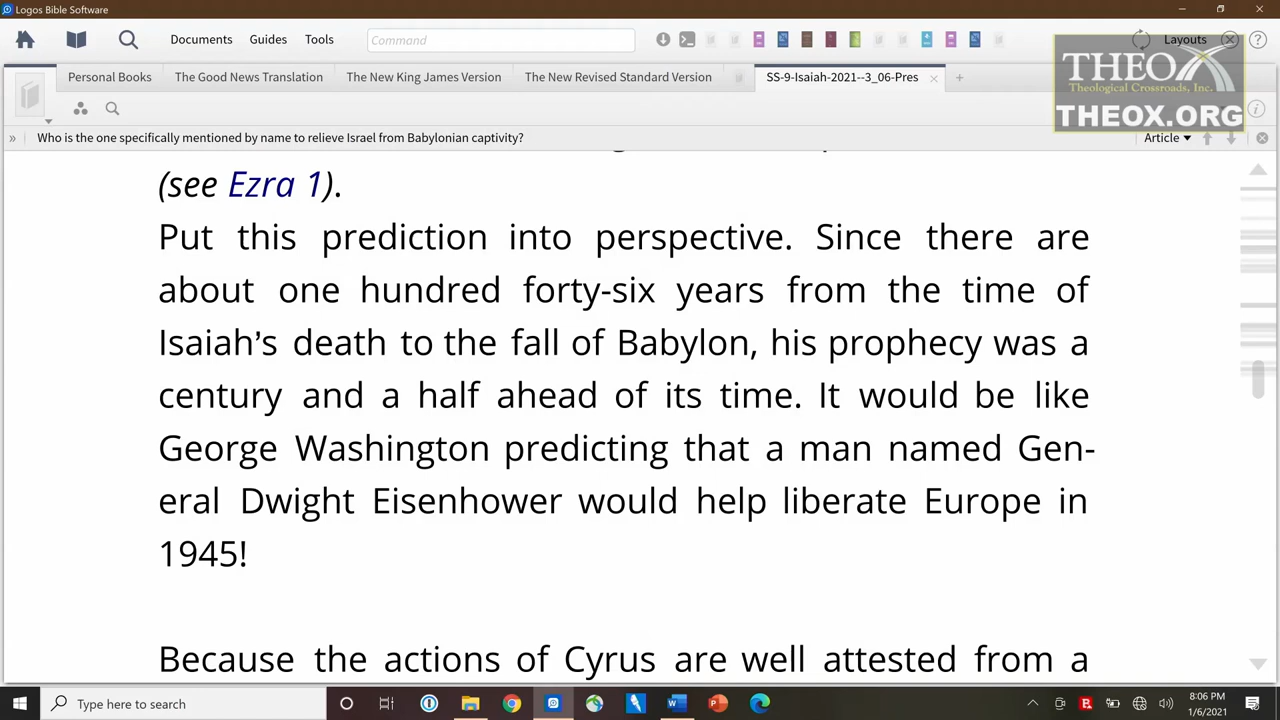 Logos Bible Software
Documents Guides Tools Command Layouts
THEOX
Theological Crossroads, Inc.
THEOX.ORG
Personal Books The Good News Translation The New King James Version The New Revised Standard Version SS-9-Isaiah-2021--3_06-Pres
» Who is the one specifically mentioned by name to relieve Israel from Babylonian captivity? Article
(see Ezra 1).
Put this prediction into perspective. Since there are
about one hundred forty-six years from the time of
Isaiah’s death to the fall of Babylon, his prophecy was a
century and a half ahead of its time. It would be like
George Washington predicting that a man named Gen-
eral Dwight Eisenhower would help liberate Europe in
1945!
Because the actions of Cyrus are well attested from a
Type here to search
8:06 PM
1/6/2021